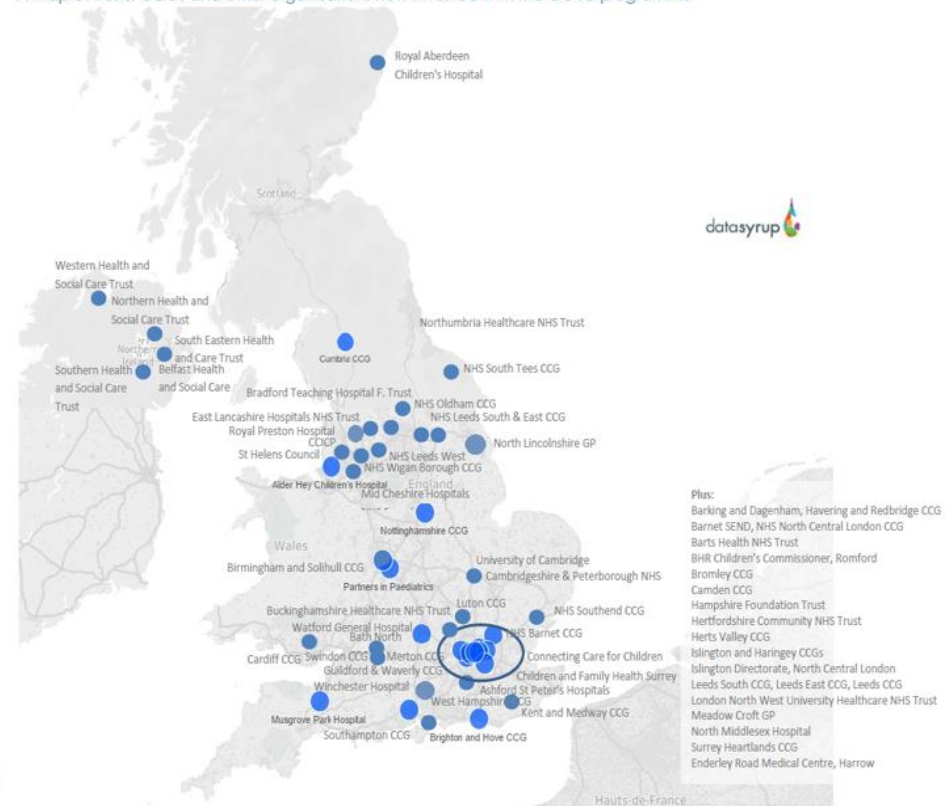 Royal Aberdeen
Children's Hospital
Scotland
datasyrup
Western Health and
Social Care Trust
Northern Health and
Social Care Trust
South Eastern Health
and Care Trust
Northern
Ireland
Southern Health
and Social Care
Trust
Belfast Health
and Social Care
Northumbria Healthcare NHS Trust
Cumbria CCG
NHS South Tees CCG
Bradford Teaching Hospital F. Trust
NHS Oldham CCG
East Lancashire Hospitals NHS Trust
NHS Leeds South & East CCG
Royal Preston Hospital
CCICP
North Lincolnshire GP
St Helens Council
NHS Leeds West
NHS Wigan Borough CCG
Alder Hey Children's Hospital
England
Mid Cheshire Hospitals
Nottinghamshire CCG
Wales
Birmingham and Solihull CCG
Partners in Paediatrics
University of Cambridge
Cambridgeshire & Peterborough NHS
Buckinghamshire Healthcare NHS Trust
Luton CCG
NHS Southend CCG
Watford General Hospital
NHS Barnet CCG
Bath North
Cardiff CCG
Swindon CCG
Merton CCG
Connecting Care for Children
Guildford & Waverly CCG
Children and Family Health Surrey
Winchester Hospital
Ashford St Peter's Hospitals
West Hampshire CCG
Kent and Medway CCG
Musgrove Park Hospital
Southampton CCG
Brighton and Hove CCG
Hauts-de-France
Plus:
Barking and Dagenham, Havering and Redbridge CCG
Barnet SEND, NHS North Central London CCG
Barts Health NHS Trust
BHR Children's Commissioner, Romford
Bromley CCG
Camden CCG
Hampshire Foundation Trust
Hertfordshire Community NHS Trust
Herts Valley CCG
Islington and Haringey CCGs
Islington Directorate, North Central London
Leeds South CCG, Leeds East CCG, Leeds CCG
London North West University Healthcare NHS Trust
Meadow Croft GP
North Middlesex Hospital
Surrey Heartlands CCG
Enderley Road Medical Centre, Harrow